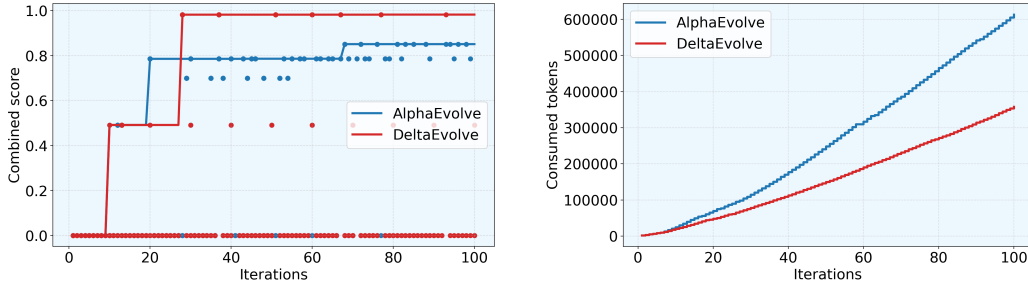 Combined score
1.0
0.8
0.6
0.4
0.2
0.0
AlphaEvolve
DeltaEvolve
0 20 40 60 80 100
Iterations
Consumed tokens
600000
500000
400000
300000
200000
100000
0
AlphaEvolve
DeltaEvolve
0 20 40 60 80 100
Iterations